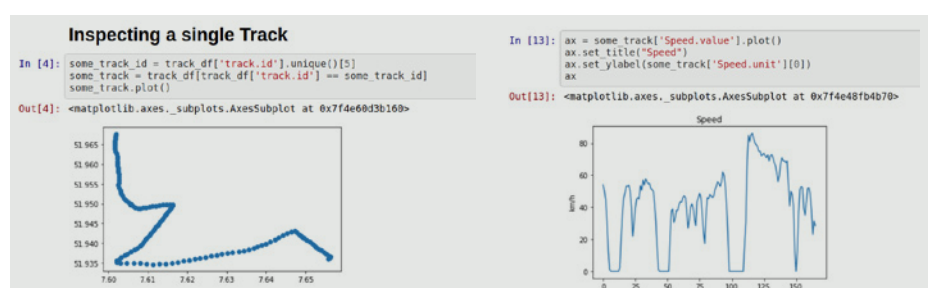 Inspecting a single Track
In [4]: some_track_id = track_df['track.id'].unique()[5]
some_track = track_df[track_df['track.id'] == some_track_id]
some_track.plot()
Out[4]: <matplotlib.axes._subplots.AxesSubplot at 0x7f4e60d3b160>
51.965
51.960
51.955
51.950
51.945
51.940
51.935
7.60 7.61 7.62 7.63 7.64 7.65
In [13]: ax = some_track['Speed.value'].plot()
ax.set_title("Speed")
ax.set_ylabel(some_track['Speed.unit'][0])
ax
Out[13]: <matplotlib.axes._subplots.AxesSubplot at 0x7f4e48fb4b70>
Speed
80
60
km/h
40
20
0
0 25 50 75 100 125 150